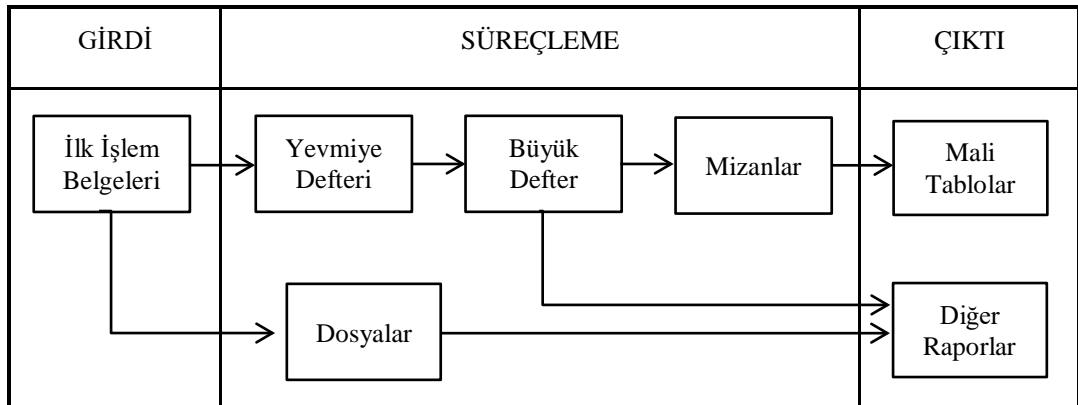 GİRDİ
SÜREÇLEME
ÇIKTI
İlk İşlem
Belgeleri
Yevmiye
Defteri
Büyük
Defter
Mizanlar
Mali
Tablolar
Dosyalar
Diğer
Raporlar